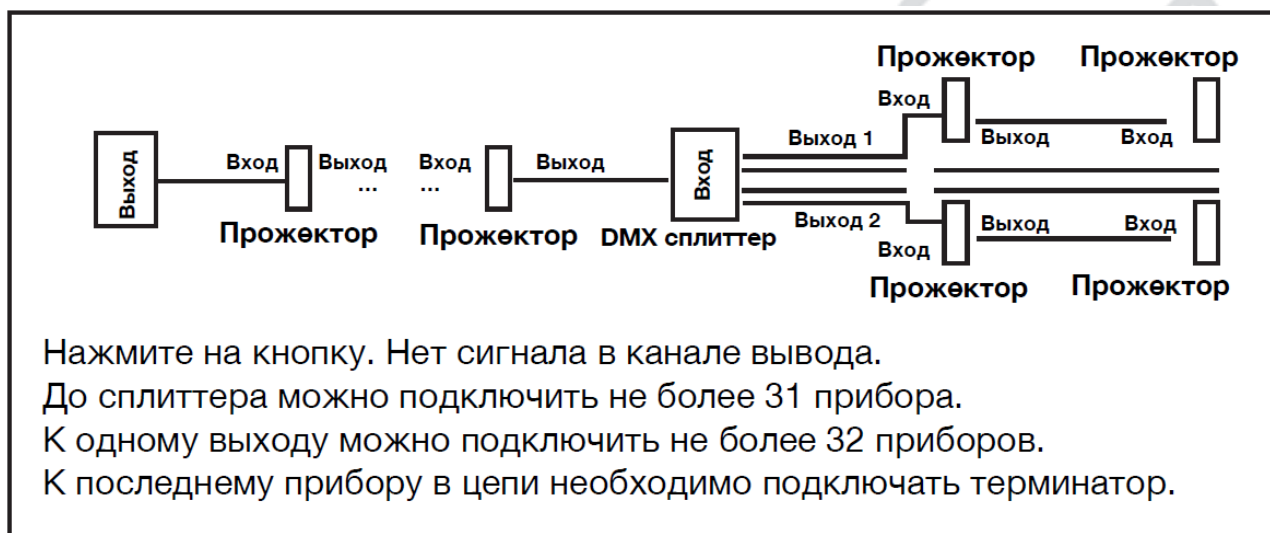 Прожектор Прожектор
Вход
Выход 1 Выход Вход
Выход Вход Выход Вход Выход Вход
... ...
Прожектор Прожектор DMX сплиттер
Выход 2 Выход Вход
Вход
Прожектор Прожектор
Нажмите на кнопку. Нет сигнала в канале вывода.
До сплиттера можно подключить не более 31 прибора.
К одному выходу можно подключить не более 32 приборов.
К последнему прибору в цепи необходимо подключать терминатор.